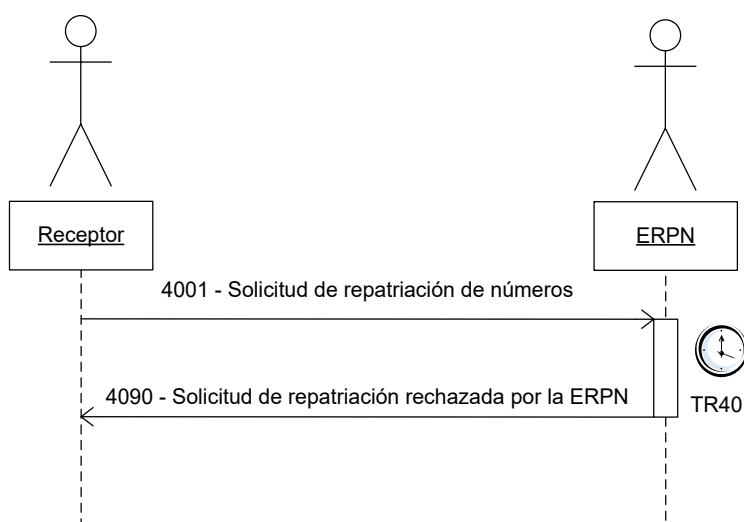 Receptor
ERPN
4001 - Solicitud de repatriación de números
4090 - Solicitud de repatriación rechazada por la ERPN
TR40